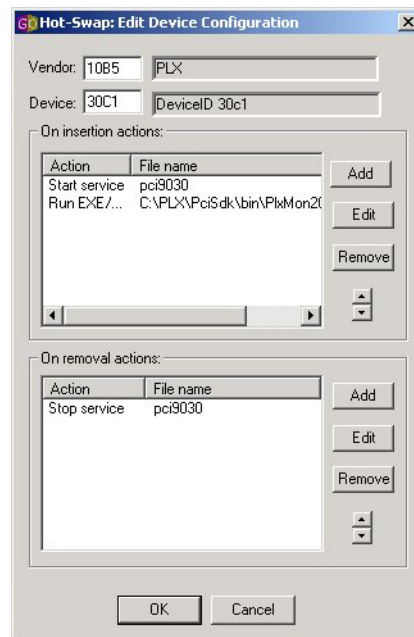 Hot-Swap: Edit Device Configuration
Vendor: 10B5 PLX
Device: 30C1 DeviceID 30c1
On insertion actions:
Action File name
Start service pci9030
Run EXE/... C:\PLX\PciSdk\bin\PlxMon20
Add
Edit
Remove
On removal actions:
Action File name
Stop service pci9030
Add
Edit
Remove
OK Cancel